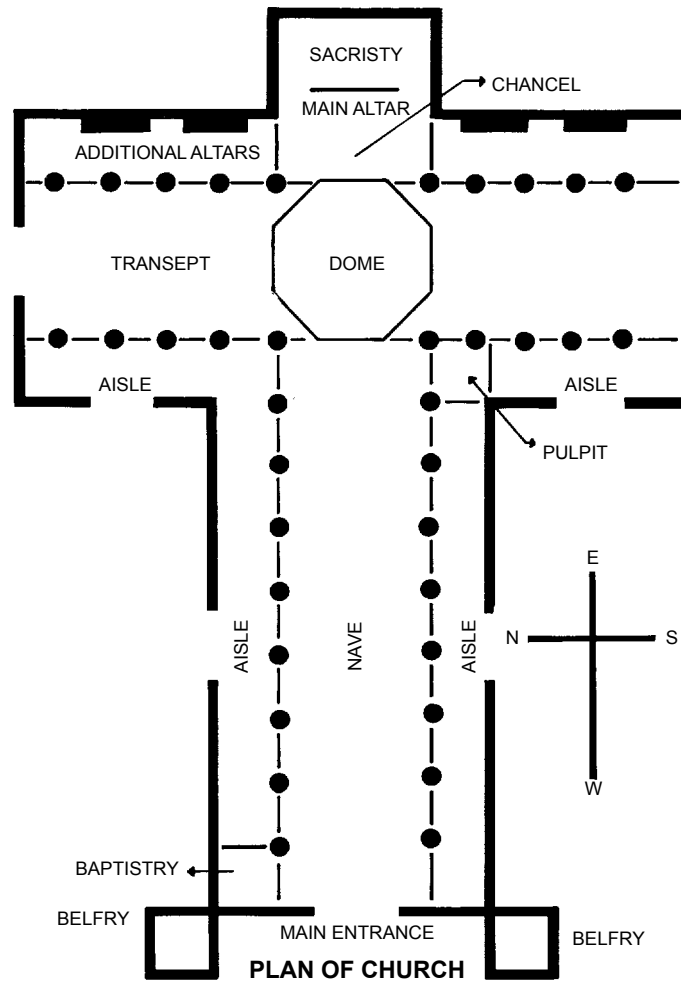 SACRISTY
MAIN ALTAR
CHANCEL
ADDITIONAL ALTARS
TRANSEPT
DOME
AISLE
AISLE
PULPIT
E
N
S
W
AISLE
NAVE
AISLE
BAPTISTRY
BELFRY
MAIN ENTRANCE
BELFRY
PLAN OF CHURCH